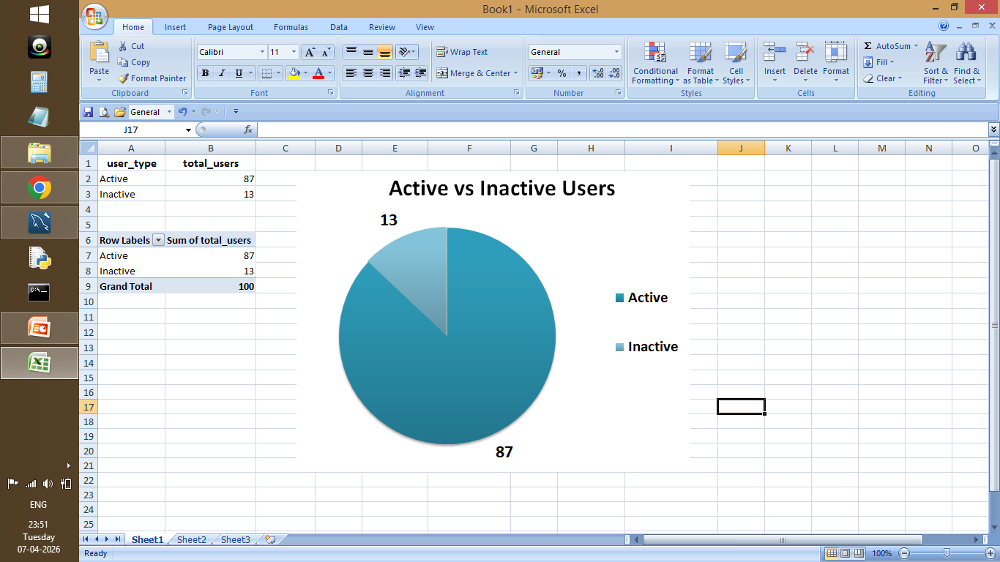 Book1 - Microsoft Excel
Home Insert Page Layout Formulas Data Review View
Paste
Cut
Copy
Format Painter
Clipboard
Calibri 11
B I U
Font
Wrap Text
Merge & Center
Alignment
General
% ,
Number
Conditional Formatting
Format as Table
Cell Styles
Styles
Insert Delete Format
Cells
Σ AutoSum
Fill
Clear
Sort & Filter
Find & Select
Editing
General
J17 fx
A B C D E F G H I J K L M N O
1 user_type total_users
2 Active 87
3 Inactive 13
4
5
6 Row Labels Sum of total_users
7 Active 87
8 Inactive 13
9 Grand Total 100
10
11
12
13
14
15
16
17
18
19
20
21
22
23
24
25
Active vs Inactive Users
13
87
Active
Inactive
Sheet1 Sheet2 Sheet3
Ready 100%
ENG
23:51
Tuesday
07-04-2026